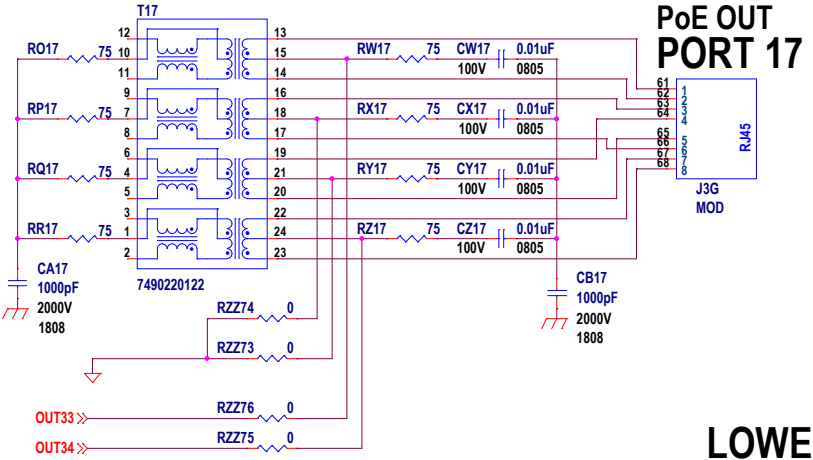 T17
PoE OUT
PORT 17
12 13
RO17 75 10 15 RW17 75 CW17 0.01uF
11 14 100V 0805
9 16
RP17 75 7 18 RX17 75 CX17 0.01uF
8 17 100V 0805
6 19
RQ17 75 4 21 RY17 75 CY17 0.01uF
5 20 100V 0805
3 22
RR17 75 1 24 RZ17 75 CZ17 0.01uF
2 23 100V 0805
61 1
62 2
63 3
64 4
65 5
66 6
67 7
68 8
RJ45
J3G
MOD
CA17
1000pF
2000V
1808
7490220122
CB17
1000pF
2000V
1808
RZZ74 0
RZZ73 0
OUT33 RZZ76 0
OUT34 RZZ75 0
LOWE